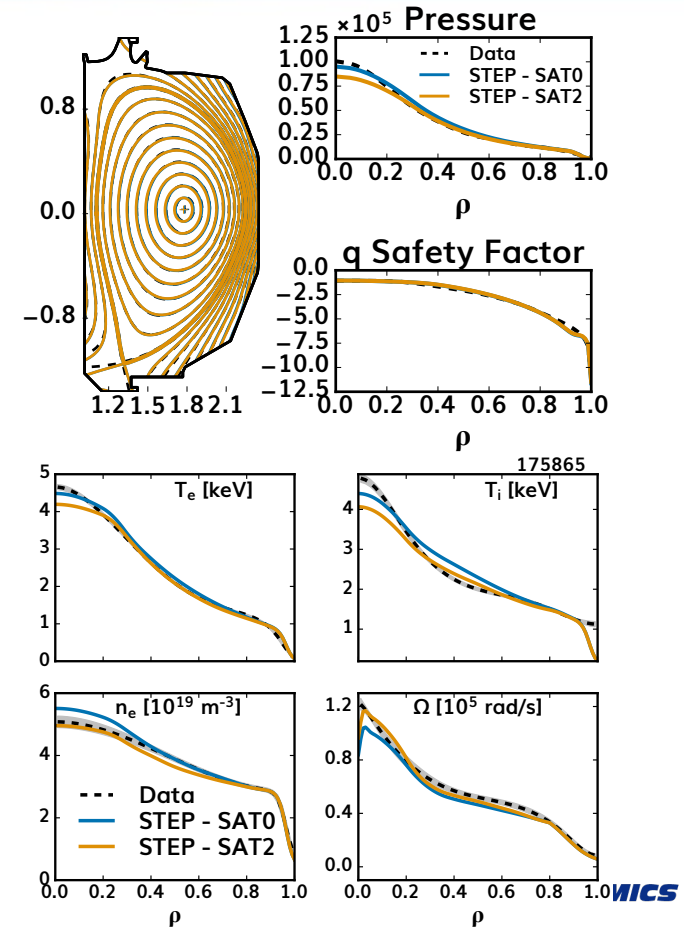 ×10⁵ Pressure
1.25
1.00
0.75
0.50
0.25
0.00
Data
STEP - SAT0
STEP - SAT2
0.0 0.2 0.4 0.6 0.8 1.0
ρ
0.8
0.0
−0.8
1.2 1.5 1.8 2.1
q Safety Factor
0.0
−2.5
−5.0
−7.5
−10.0
−12.5
0.0 0.2 0.4 0.6 0.8 1.0
ρ
175865
Tₑ [keV]
5
4
3
2
1
0
Tᵢ [keV]
4
3
2
1
nₑ [10¹⁹ m⁻³]
6
4
2
0
Data
STEP - SAT0
STEP - SAT2
0.0 0.2 0.4 0.6 0.8 1.0
ρ
Ω [10⁵ rad/s]
1.2
0.8
0.4
0.0
0.0 0.2 0.4 0.6 0.8 1.0
ρ
MICS